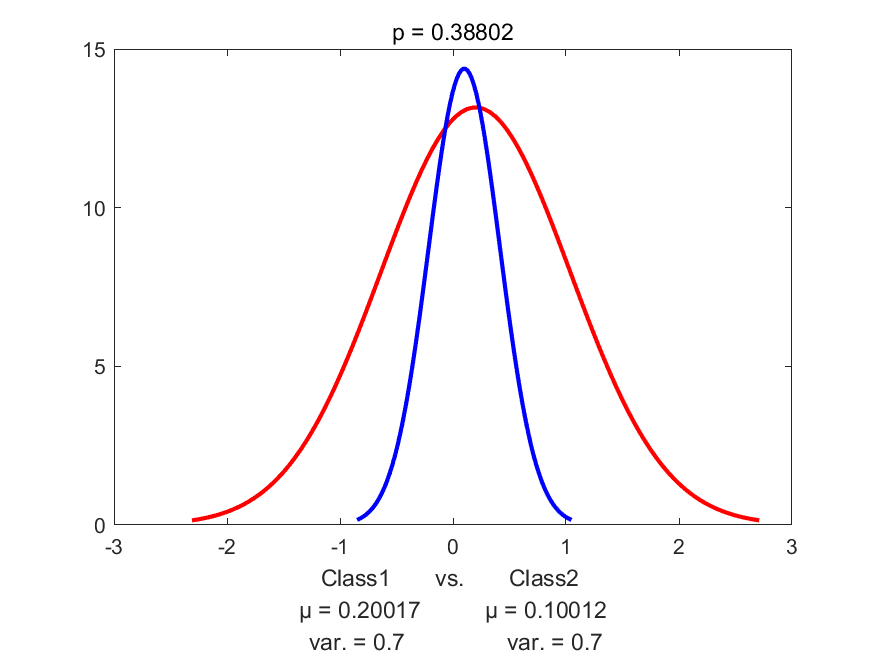 p = 0.38802
15
10
5
0
-3 -2 -1 0 1 2 3
Class1 vs. Class2
μ = 0.20017 μ = 0.10012
var. = 0.7 var. = 0.7